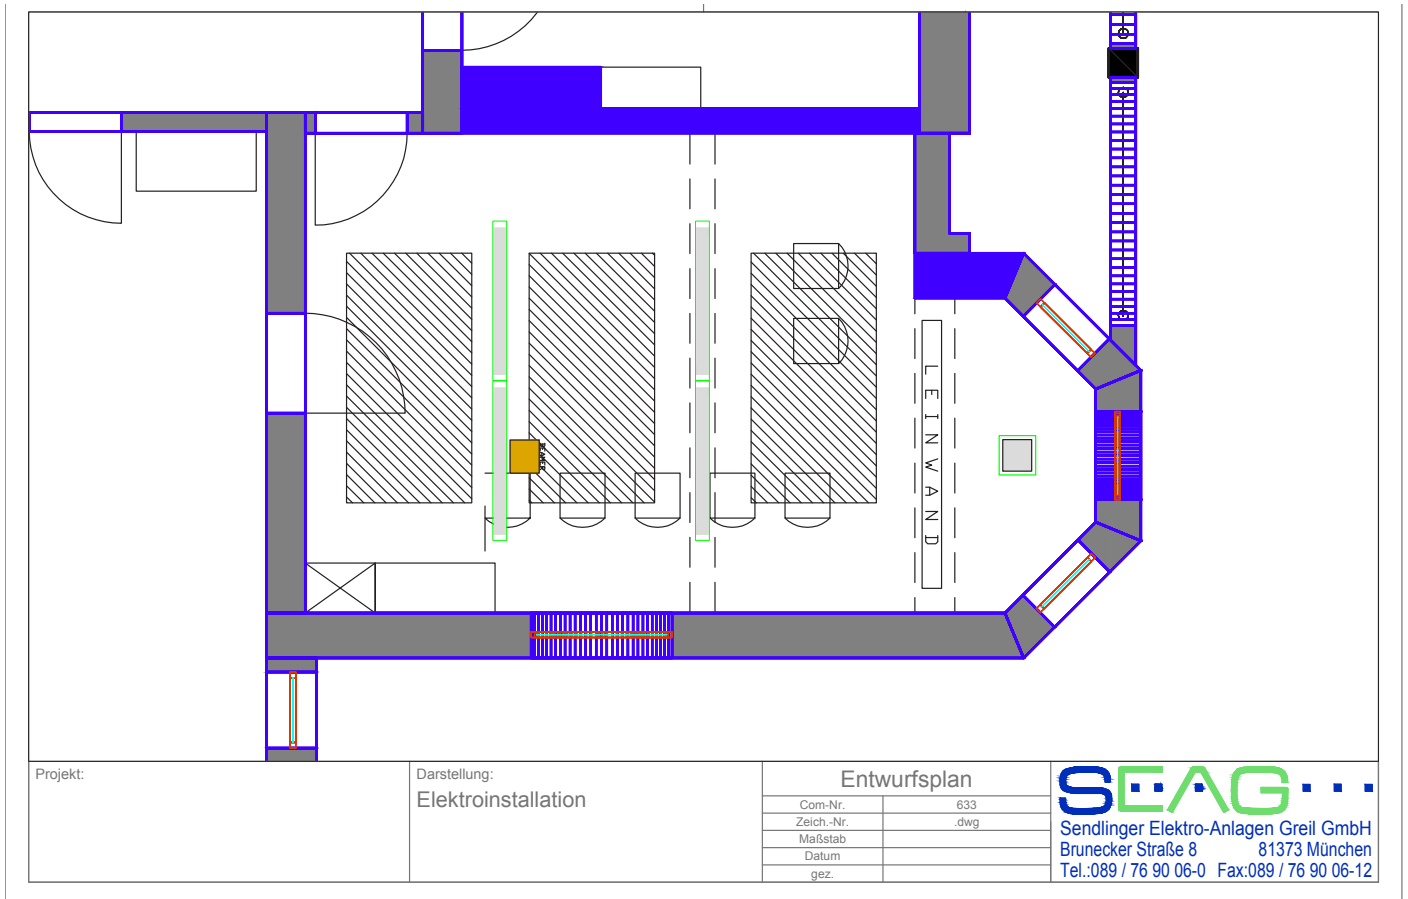 BEAMER
LEINWAND
Projekt:
Darstellung:
Elektroinstallation
Entwurfsplan
Com-Nr. 633
Zeich.-Nr. .dwg
Maßstab
Datum
gez.
SEAG
Sendlinger Elektro-Anlagen Greil GmbH
Brunecker Straße 8 81373 München
Tel.:089 / 76 90 06-0 Fax:089 / 76 90 06-12